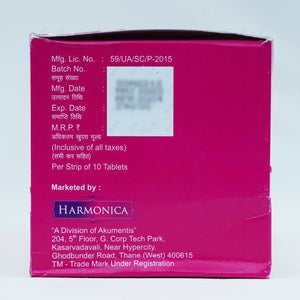 Mfg. Lic. No. : 59/UA/SC/P-2015
Batch No. :
समूह संख्या
Mfg. Date :
उत्पादन तिथि
Exp. Date :
समाप्ति तिथि
M.R.P. ₹ :
अधिकतम खुदरा मूल्य
(Inclusive of all taxes)
(सभी कर सहित)
Per Strip of 10 Tablets
Marketed by :
HARMONICA
"A Division of Akumentis"
204, 5th Floor, G. Corp Tech Park,
Kasarvadavali, Near Hypercity,
Ghodbunder Road, Thane (West) 400615
TM - Trade Mark Under Registration